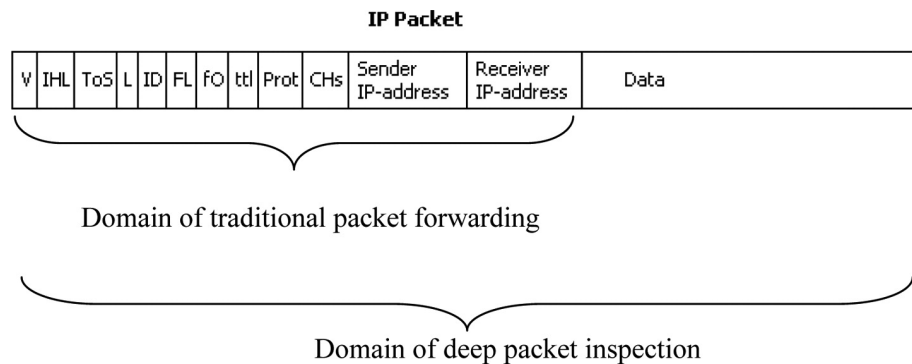 IP Packet
V IHL ToS L ID FL fO ttl Prot CHs Sender IP-address Receiver IP-address Data
Domain of traditional packet forwarding
Domain of deep packet inspection